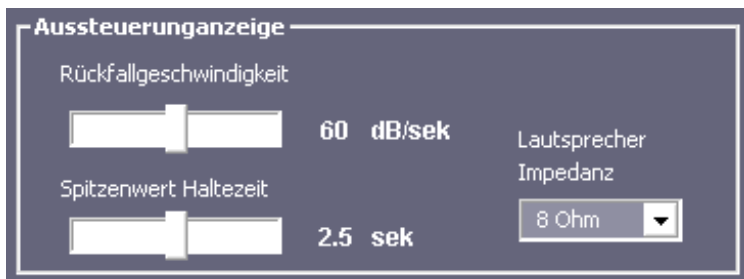 Aussteuerunganzeige
Rückfallgeschwindigkeit
60 dB/sek
Lautsprecher
Impedanz
Spitzenwert Haltezeit
8 Ohm
2.5 sek